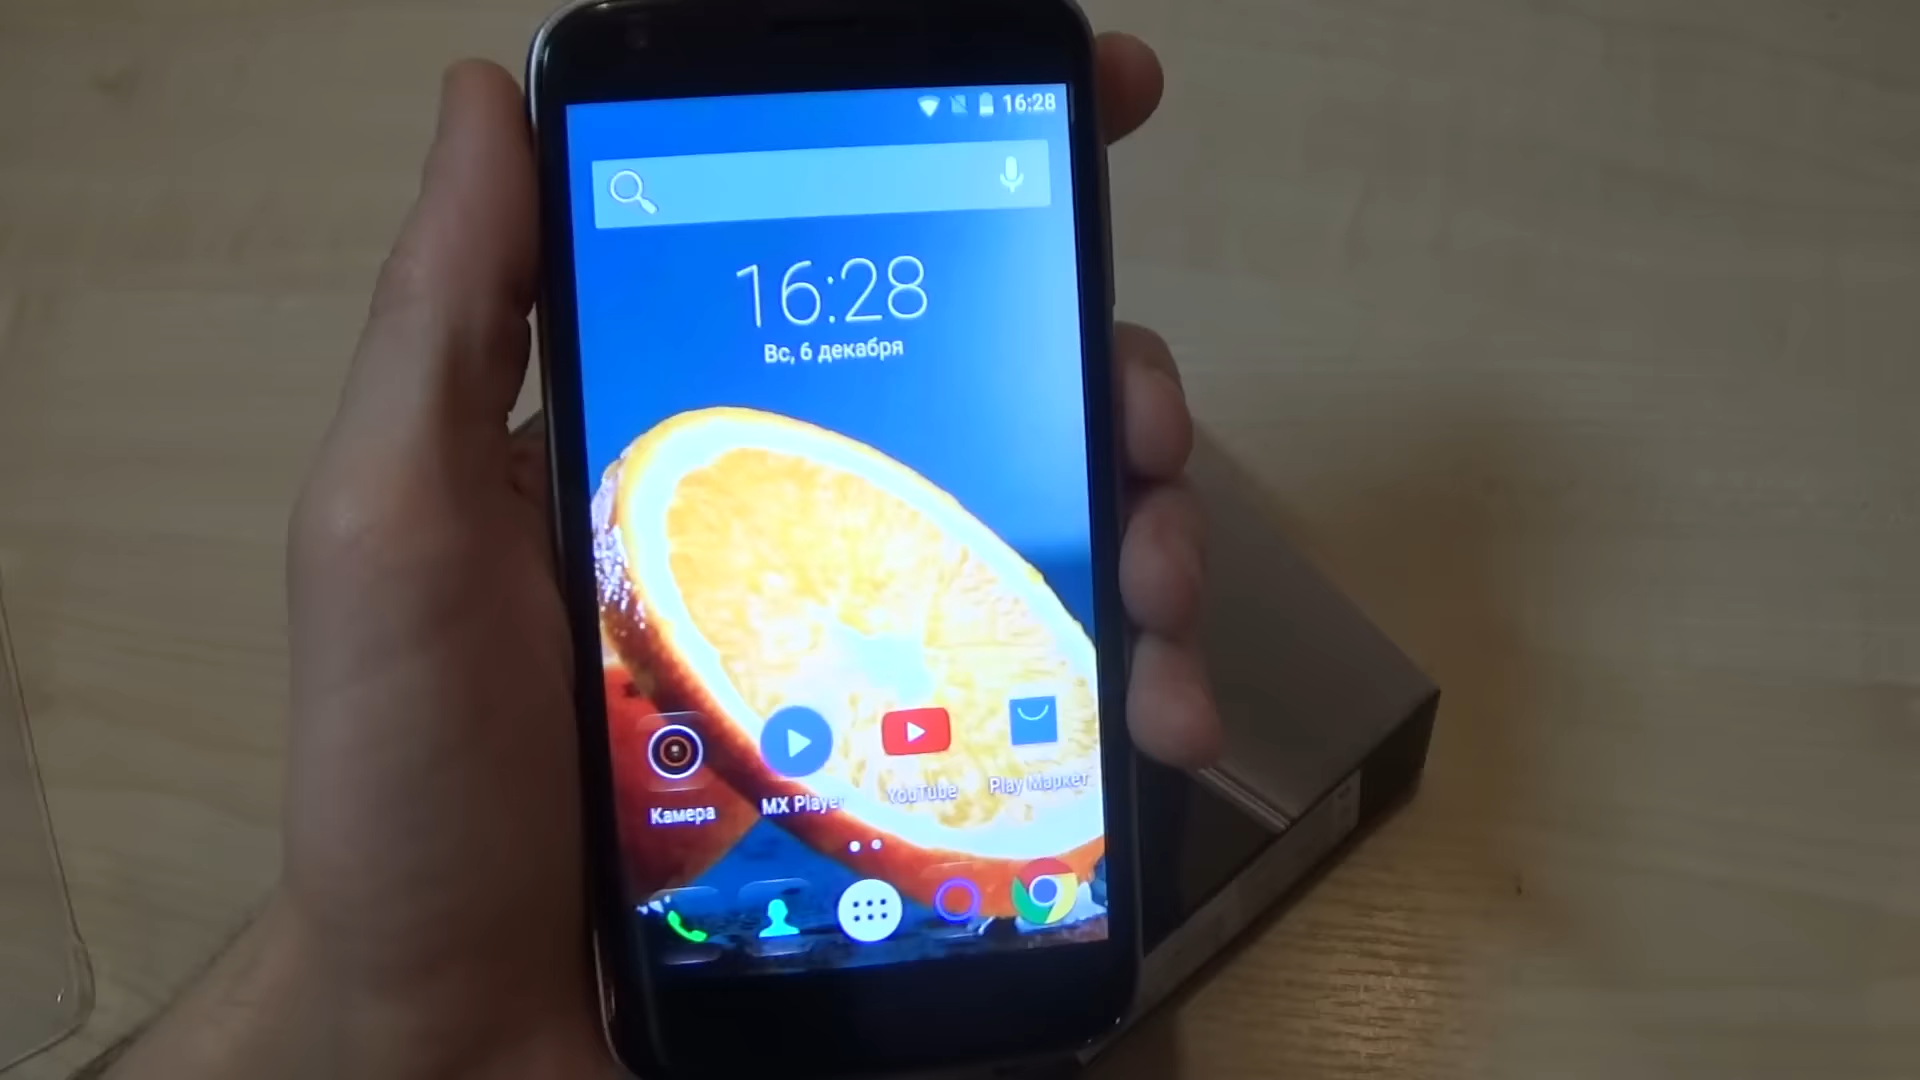 16:28
16:28
Вс, 6 декабря
Камера
MX Player
YouTube
Play Маркет